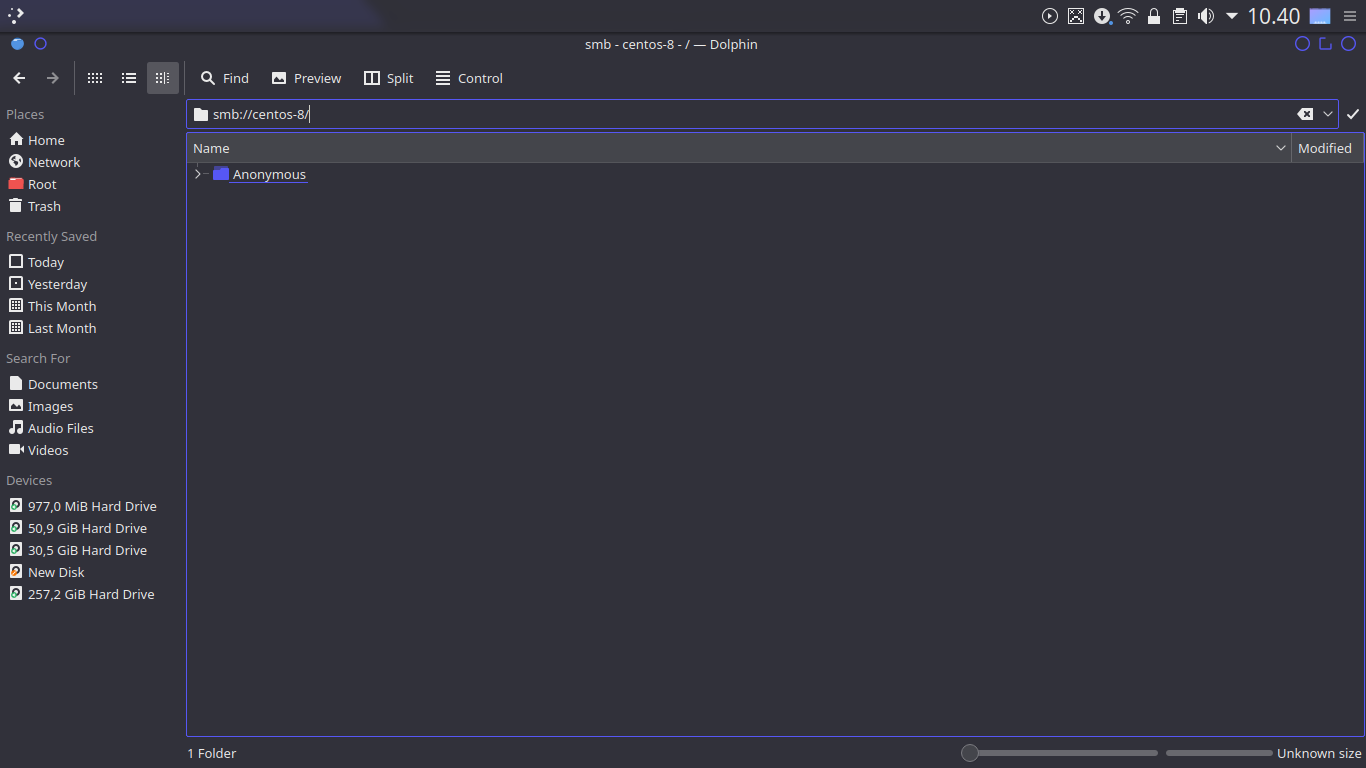 10.40
smb - centos-8 - / — Dolphin
Find Preview Split Control
Places
Home
Network
Root
Trash
Recently Saved
Today
Yesterday
This Month
Last Month
Search For
Documents
Images
Audio Files
Videos
Devices
977,0 MiB Hard Drive
50,9 GiB Hard Drive
30,5 GiB Hard Drive
New Disk
257,2 GiB Hard Drive
smb://centos-8/
Name Modified
Anonymous
1 Folder Unknown size